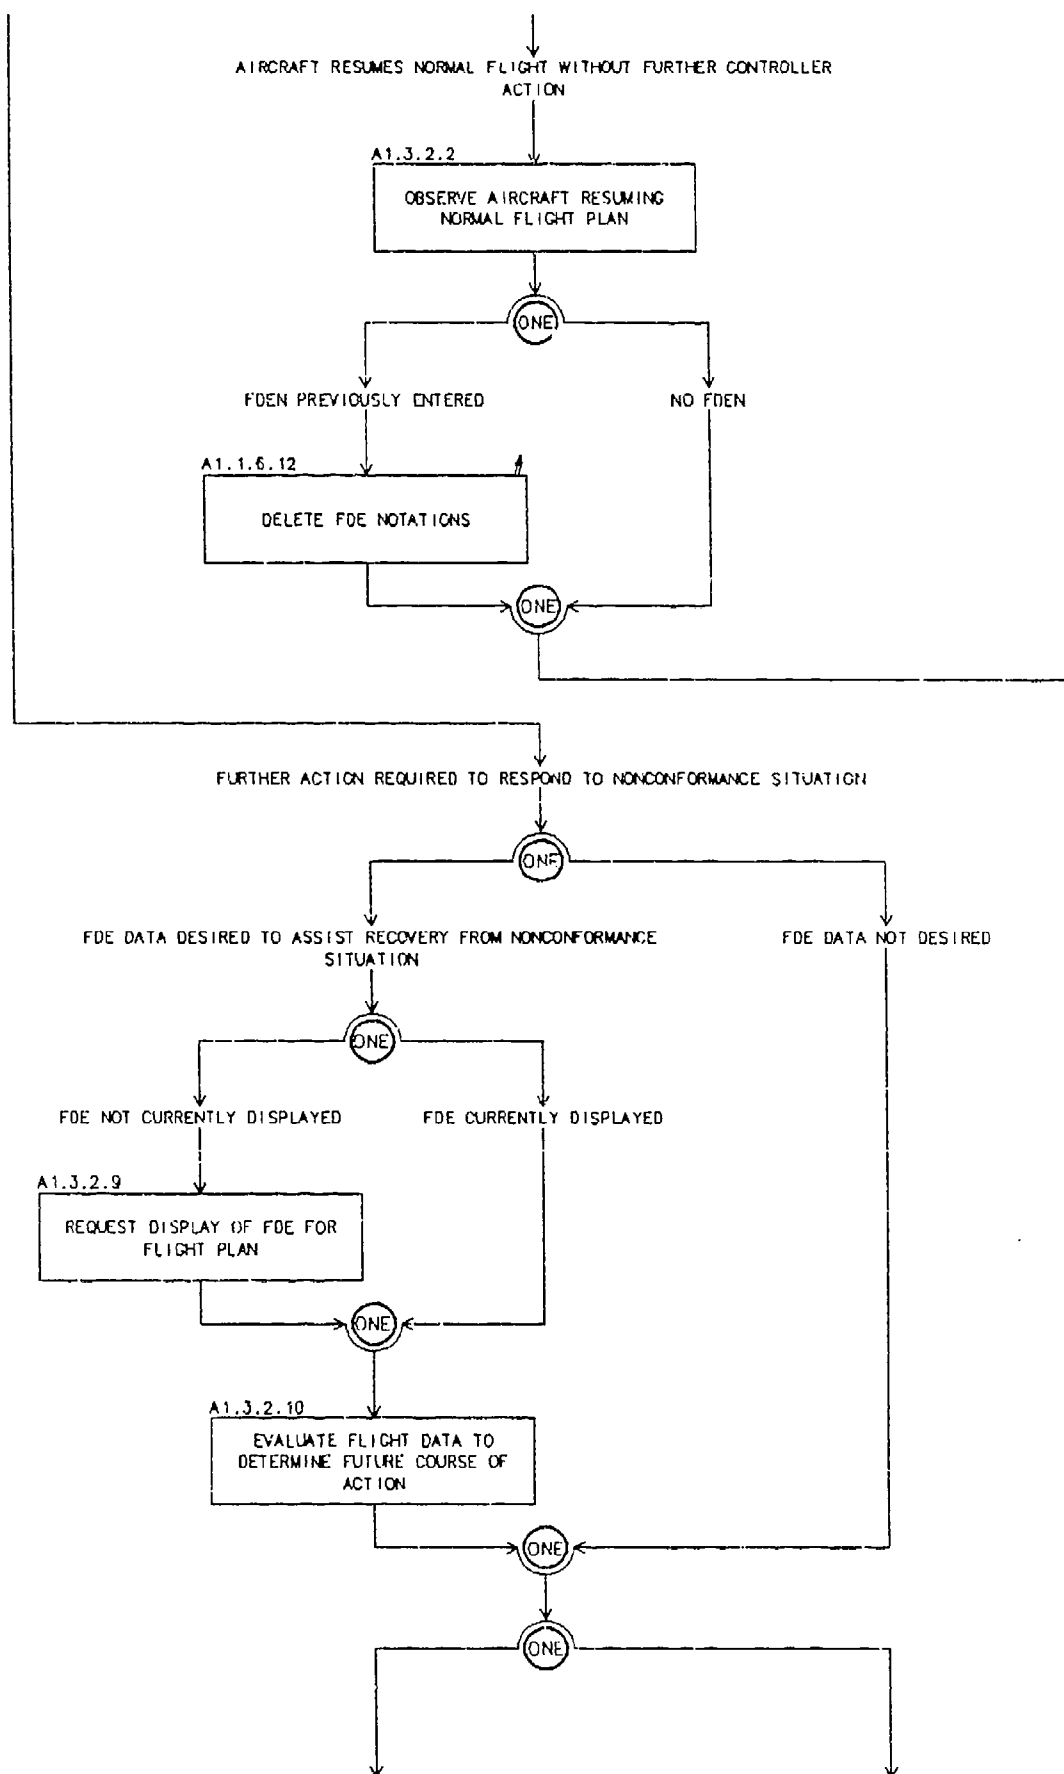 AIRCRAFT RESUMES NORMAL FLIGHT WITHOUT FURTHER CONTROLLER
ACTION
A1.3.2.2
OBSERVE AIRCRAFT RESUMING
NORMAL FLIGHT PLAN
ONE
FDEN PREVIOUSLY ENTERED
NO FDEN
A1.1.6.12
DELETE FDE NOTATIONS
ONE
FURTHER ACTION REQUIRED TO RESPOND TO NONCONFORMANCE SITUATION
ONE
FDE DATA DESIRED TO ASSIST RECOVERY FROM NONCONFORMANCE
SITUATION
FDE DATA NOT DESIRED
ONE
FDE NOT CURRENTLY DISPLAYED
FDE CURRENTLY DISPLAYED
A1.3.2.9
REQUEST DISPLAY OF FDE FOR
FLIGHT PLAN
ONE
A1.3.2.10
EVALUATE FLIGHT DATA TO
DETERMINE FUTURE COURSE OF
ACTION
ONE
ONE